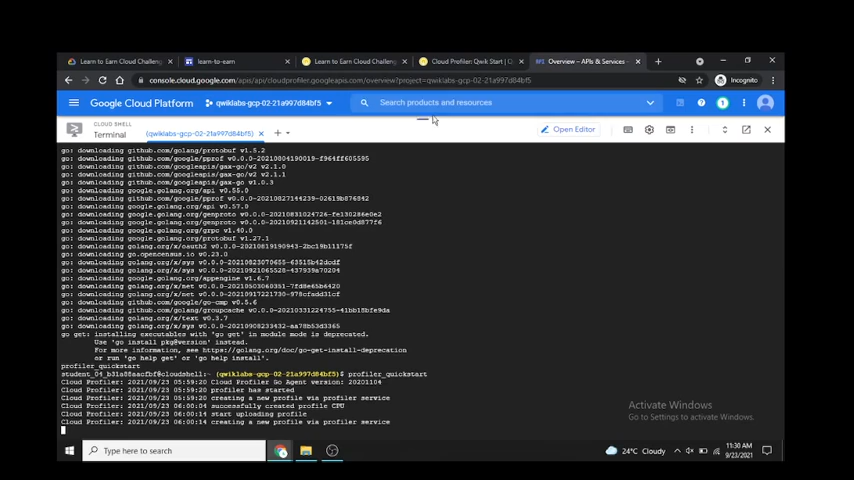 Learn to Earn Cloud Challeng
learn-to-earn
Learn to Earn Cloud Challeng
Cloud Profiler: Qwik Start | Q
Overview – APIs & Services –
console.cloud.google.com/apis/api/cloudprofiler.googleapis.com/overview?project=qwiklabs-gcp-02-21a997d84bf5
Incognito
Google Cloud Platform
qwiklabs-gcp-02-21a997d84bf5
Search products and resources
1
CLOUD SHELL
Terminal
(qwiklabs-gcp-02-21a997d84bf5)
Open Editor
go: downloading github.com/golang/protobuf v1.5.2
go: downloading github.com/google/pprof v0.0.0-20210804190019-f964ff605595
go: downloading github.com/googleapis/gax-go/v2 v2.1.0
go: downloading github.com/googleapis/gax-go/v2 v2.1.1
go: downloading github.com/googleapis/gax-go v1.0.3
go: downloading google.golang.org/api v0.55.0
go: downloading github.com/google/pprof v0.0.0-20210827144239-02619b876842
go: downloading google.golang.org/api v0.57.0
go: downloading google.golang.org/genproto v0.0.0-20210831024726-fe130286e0e2
go: downloading google.golang.org/genproto v0.0.0-20210921142501-181ce0d877f6
go: downloading google.golang.org/grpc v1.40.0
go: downloading google.golang.org/protobuf v1.27.1
go: downloading golang.org/x/oauth2 v0.0.0-20210819190943-2bc19b11175f
go: downloading go.opencensus.io v0.23.0
go: downloading golang.org/x/sys v0.0.0-20210823070655-63515b42dcdf
go: downloading golang.org/x/sys v0.0.0-20210921065528-437939a70204
go: downloading google.golang.org/appengine v1.6.7
go: downloading golang.org/x/net v0.0.0-20210503060351-7fd8e65b6420
go: downloading golang.org/x/net v0.0.0-20210917221730-978cfadd31cf
go: downloading github.com/google/go-cmp v0.5.6
go: downloading github.com/golang/groupcache v0.0.0-20210331224755-41bb18bfe9da
go: downloading golang.org/x/text v0.3.7
go: downloading golang.org/x/sys v0.0.0-20210908233432-aa78b53d3365
go get: installing executables with 'go get' in module mode is deprecated.
Use 'go install pkg@version' instead.
For more information, see https://golang.org/doc/go-get-install-deprecation
or run 'go help get' or 'go help install'.
profiler_quickstart
student_04_b31a88aacfbf@cloudshell:~ (qwiklabs-gcp-02-21a997d84bf5)$ profiler_quickstart
Cloud Profiler: 2021/09/23 05:59:20 Cloud Profiler Go Agent version: 20201104
Cloud Profiler: 2021/09/23 05:59:20 profiler has started
Cloud Profiler: 2021/09/23 05:59:20 creating a new profile via profiler service
Cloud Profiler: 2021/09/23 06:00:04 successfully created profile CPU
Cloud Profiler: 2021/09/23 06:00:14 start uploading profile
Cloud Profiler: 2021/09/23 06:00:14 creating a new profile via profiler service
Activate Windows
Go to Settings to activate Windows.
Type here to search
24°C Cloudy
11:30 AM
9/23/2021